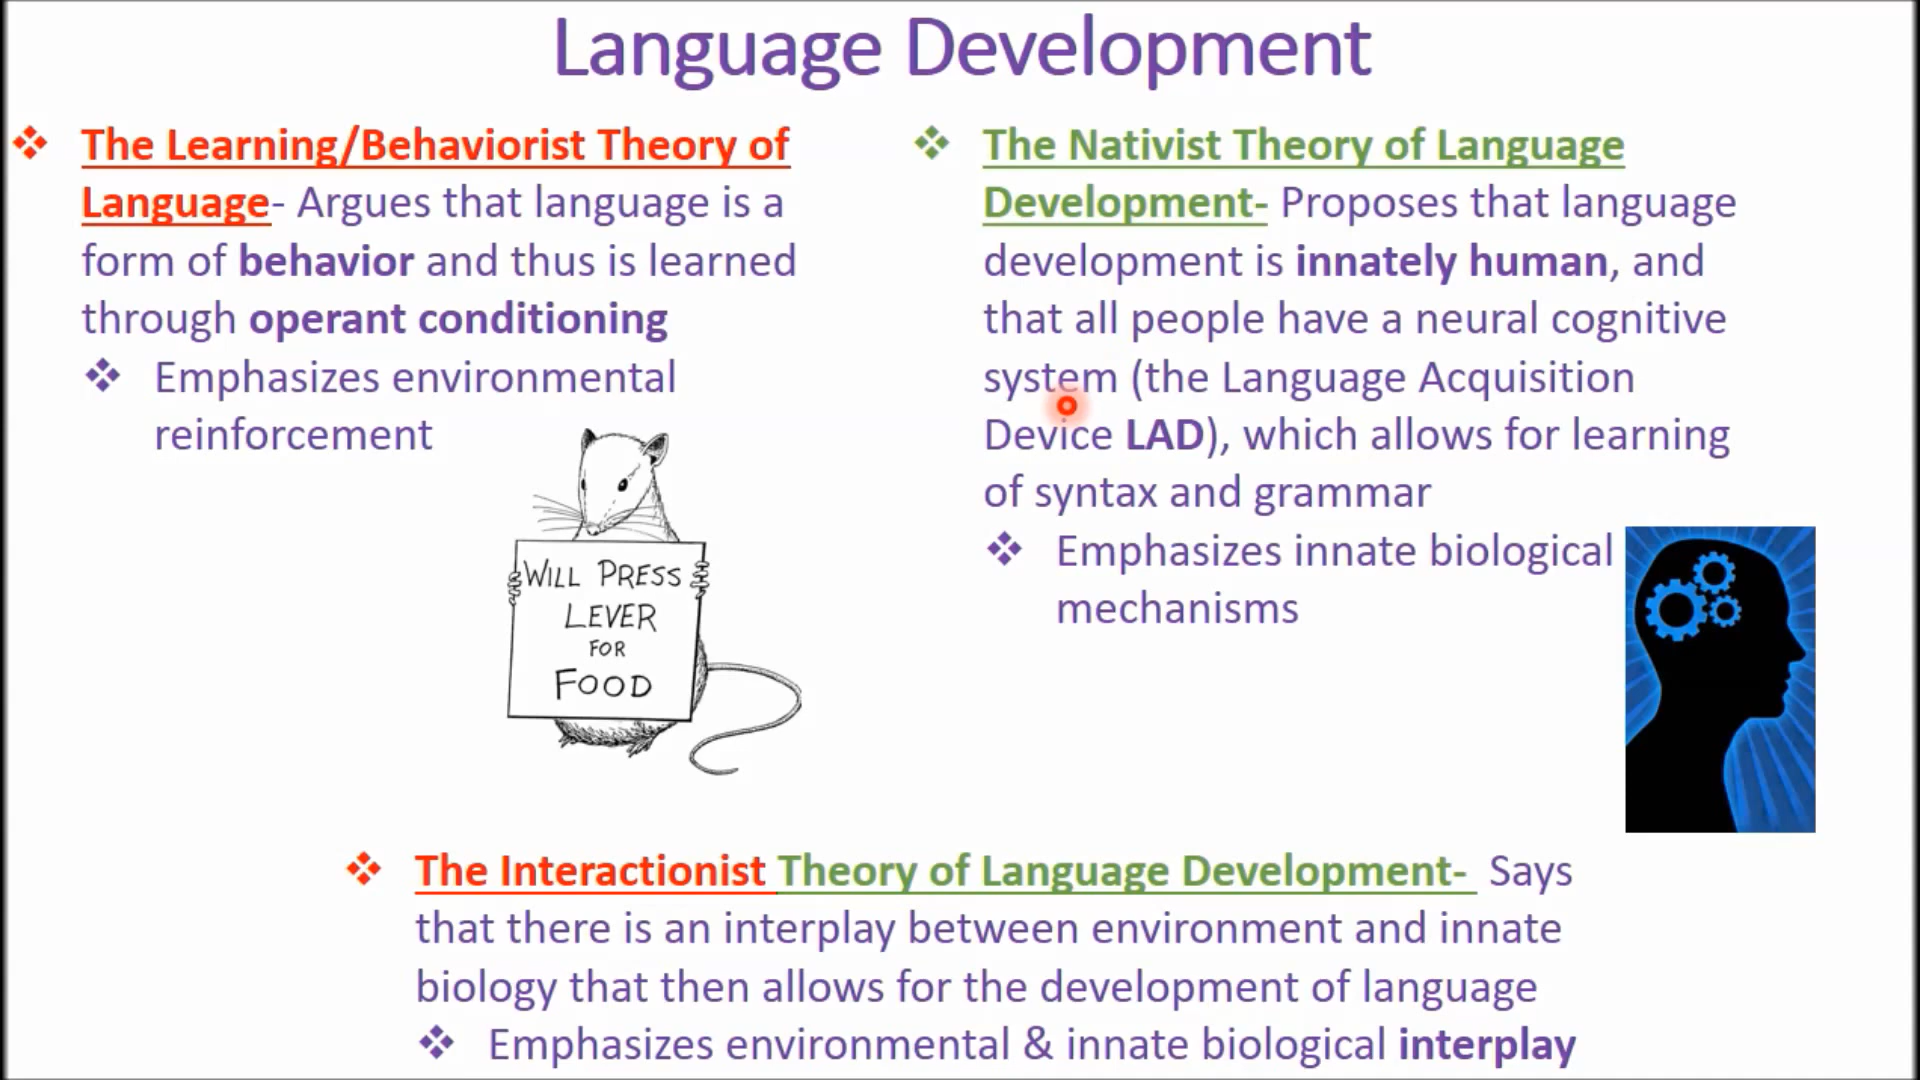 Language Development
The Learning/Behaviorist Theory of
Language- Argues that language is a
form of behavior and thus is learned
through operant conditioning
Emphasizes environmental
reinforcement
WILL PRESS
LEVER
FOR
FOOD
The Nativist Theory of Language
Development- Proposes that language
development is innately human, and
that all people have a neural cognitive
system (the Language Acquisition
Device LAD), which allows for learning
of syntax and grammar
Emphasizes innate biological
mechanisms
The Interactionist Theory of Language Development- Says
that there is an interplay between environment and innate
biology that then allows for the development of language
Emphasizes environmental & innate biological interplay